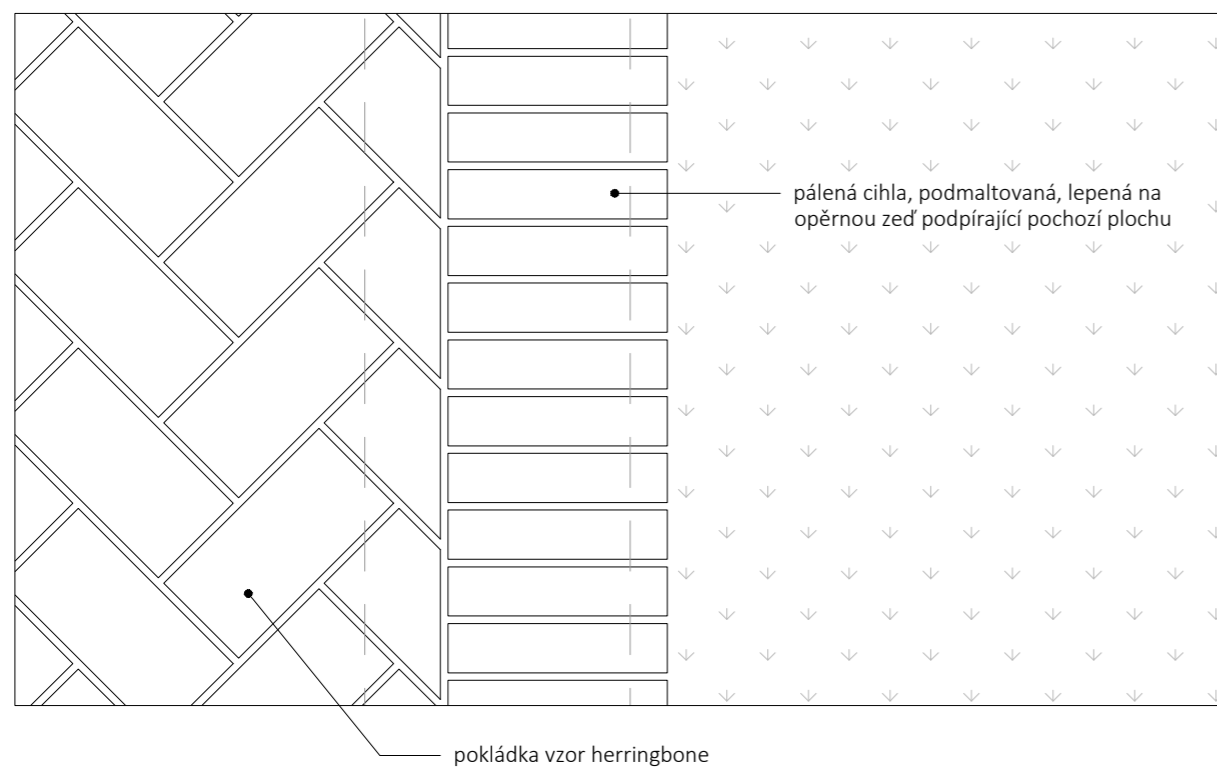 pálená cihla, podmaltovaná, lepená na
opěrnou zeď podpírající pochozí plochu
pokládka vzor herringbone